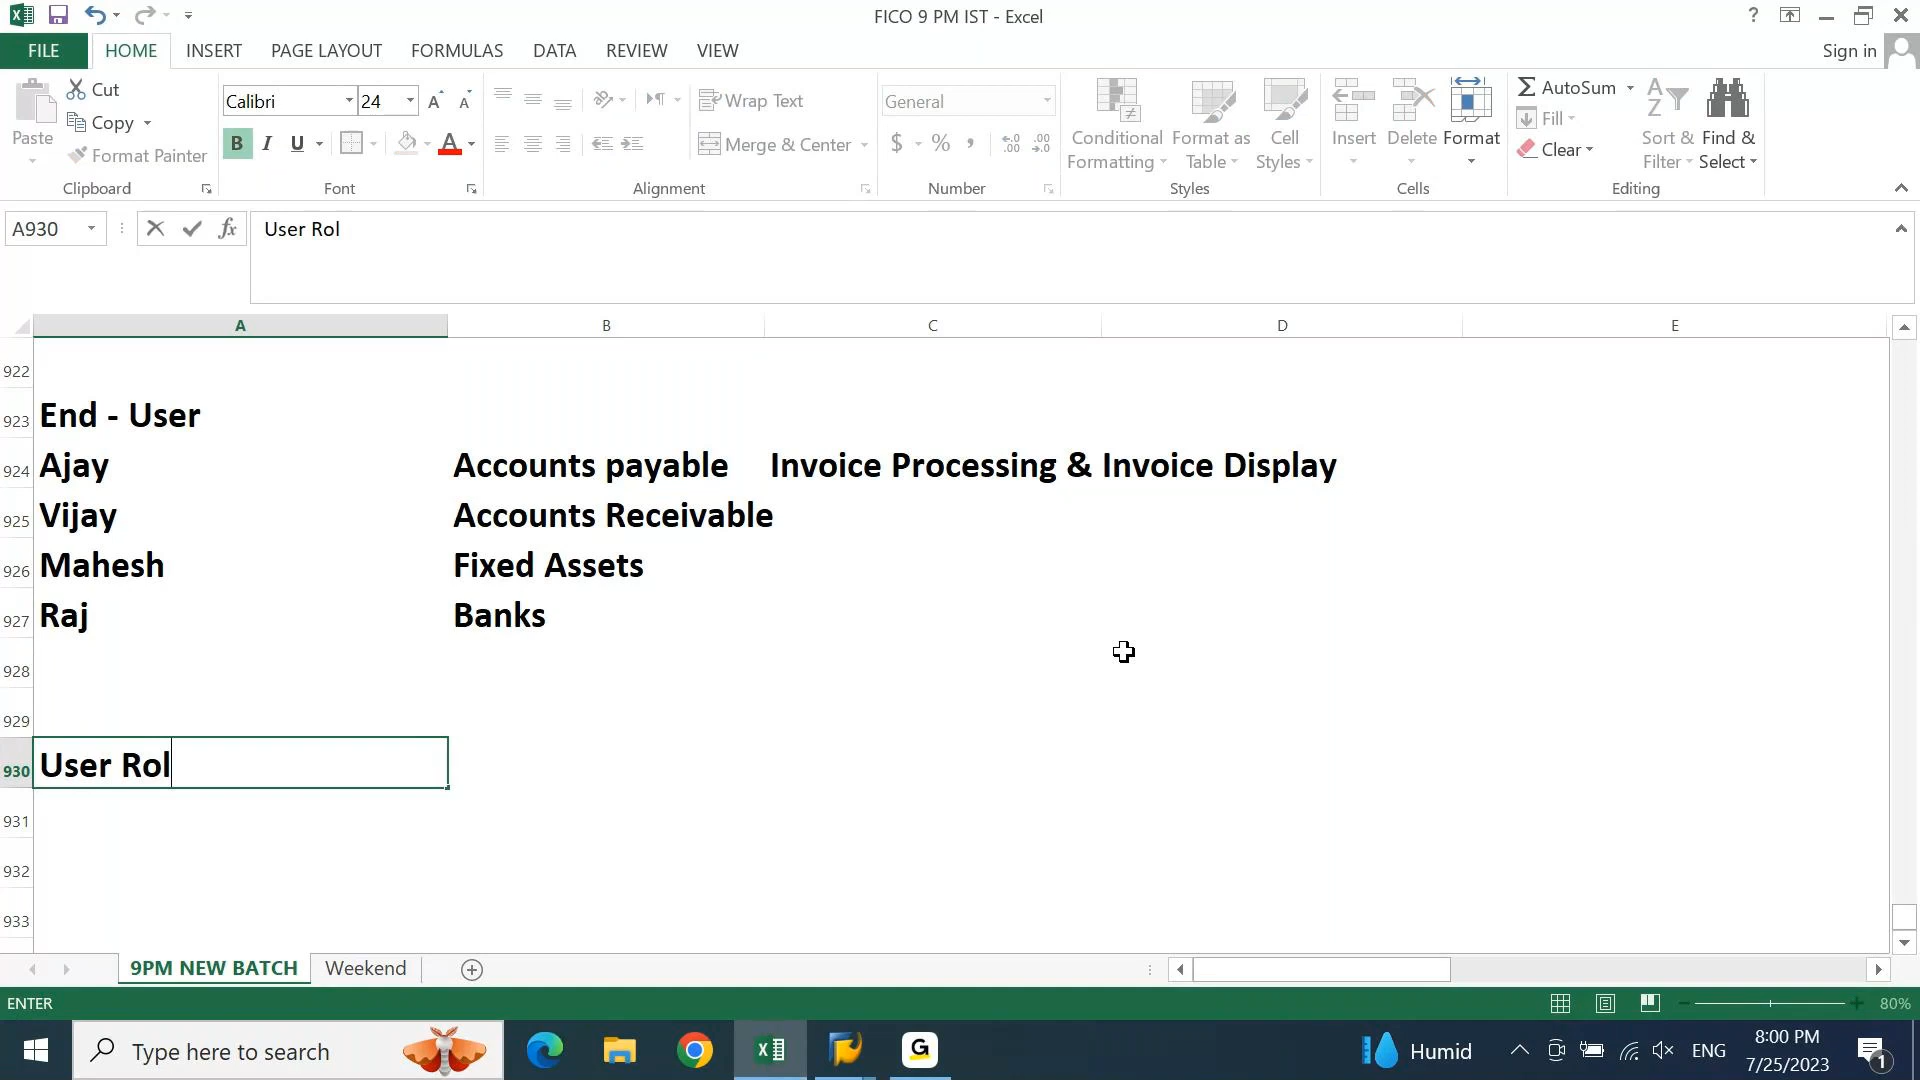 FICO 9 PM IST - Excel
FILE HOME INSERT PAGE LAYOUT FORMULAS DATA REVIEW VIEW Sign in
Paste Cut Copy Format Painter
Clipboard
Calibri 24 A A
B I U A
Font
Wrap Text
Merge & Center
Alignment
General
$ % , .00 .00
Number
Conditional Formatting Format as Table Cell Styles
Styles
Insert Delete Format
Cells
AutoSum Fill Clear
Sort & Filter Find & Select
Editing
A930 fx User Rol
A B C D E
922
923 End - User
924 Ajay Accounts payable Invoice Processing & Invoice Display
925 Vijay Accounts Receivable
926 Mahesh Fixed Assets
927 Raj Banks
928
929
930 User Rol
931
932
933
9PM NEW BATCH Weekend
ENTER 80%
Type here to search Humid ENG 8:00 PM
7/25/2023 1